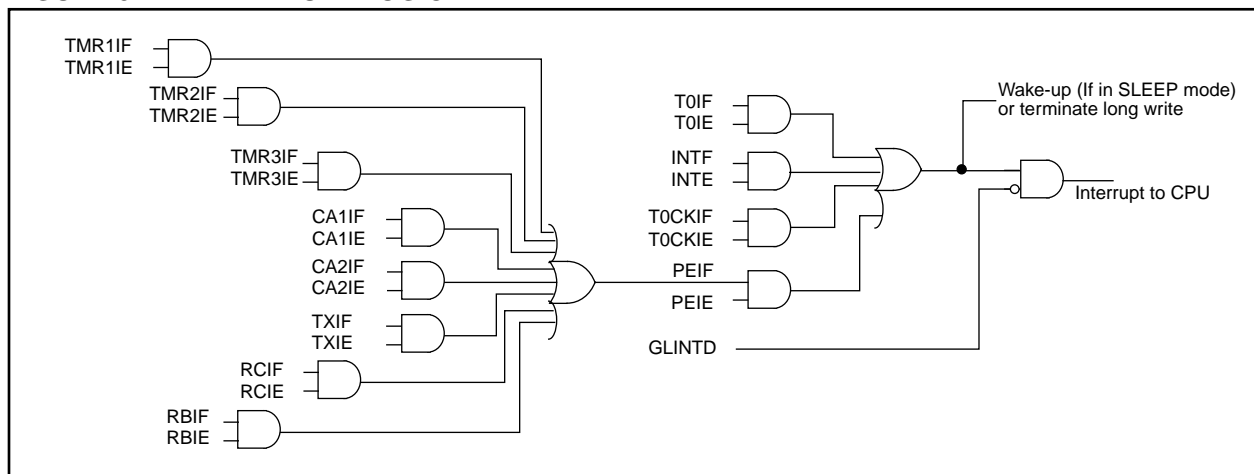 TMR1IF
TMR1IE
TMR2IF
TMR2IE
TMR3IF
TMR3IE
CA1IF
CA1IE
CA2IF
CA2IE
TXIF
TXIE
RCIF
RCIE
RBIF
RBIE
T0IF
T0IE
INTF
INTE
T0CKIF
T0CKIE
PEIF
PEIE
GLINTD
Wake-up (If in SLEEP mode)
or terminate long write
Interrupt to CPU